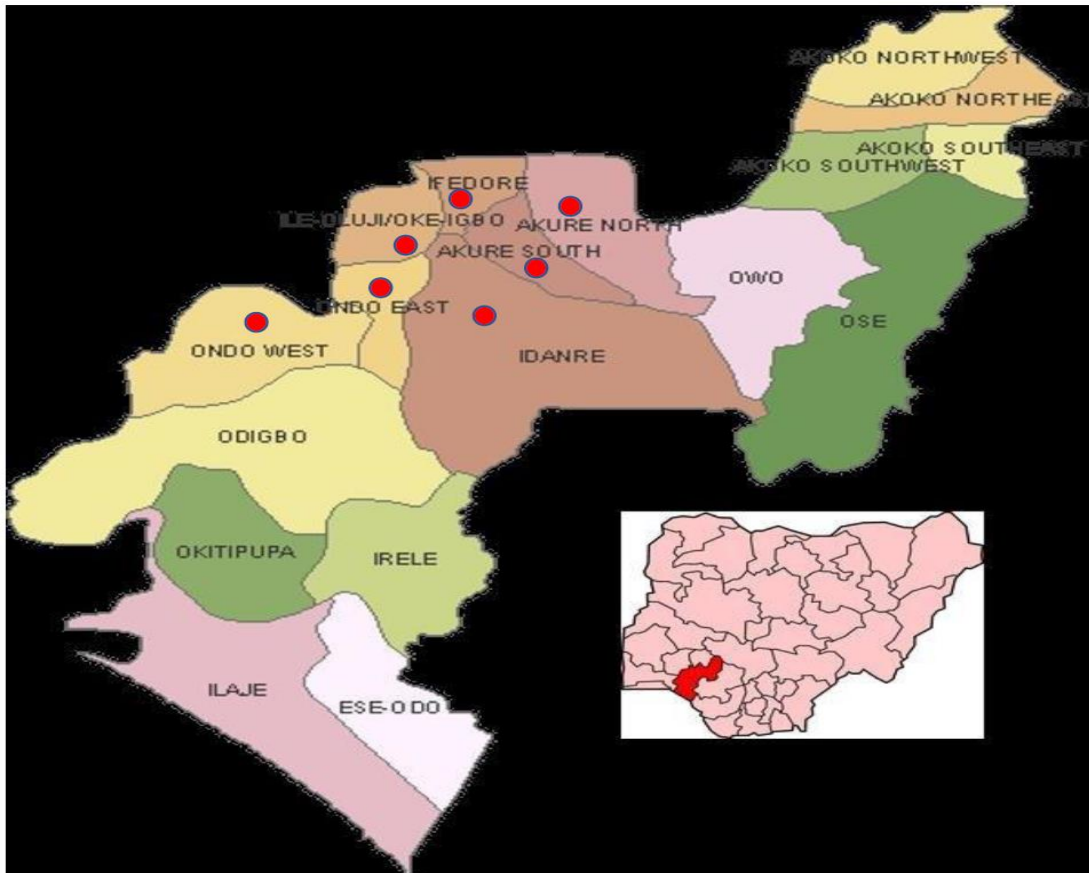 AKOKO NORTHWEST
AKOKO NORTHEAST
AKOKO SOUTHEAST
AKOKO SOUTHWEST
IFEDORE
ILE-OLUJI/OKE-IGBO
AKURE NORTH
AKURE SOUTH
OWO
ONDO EAST
OSE
ONDO WEST
IDANRE
ODIGBO
OKITIPUPA
IRELE
ILAJE
ESE-ODO